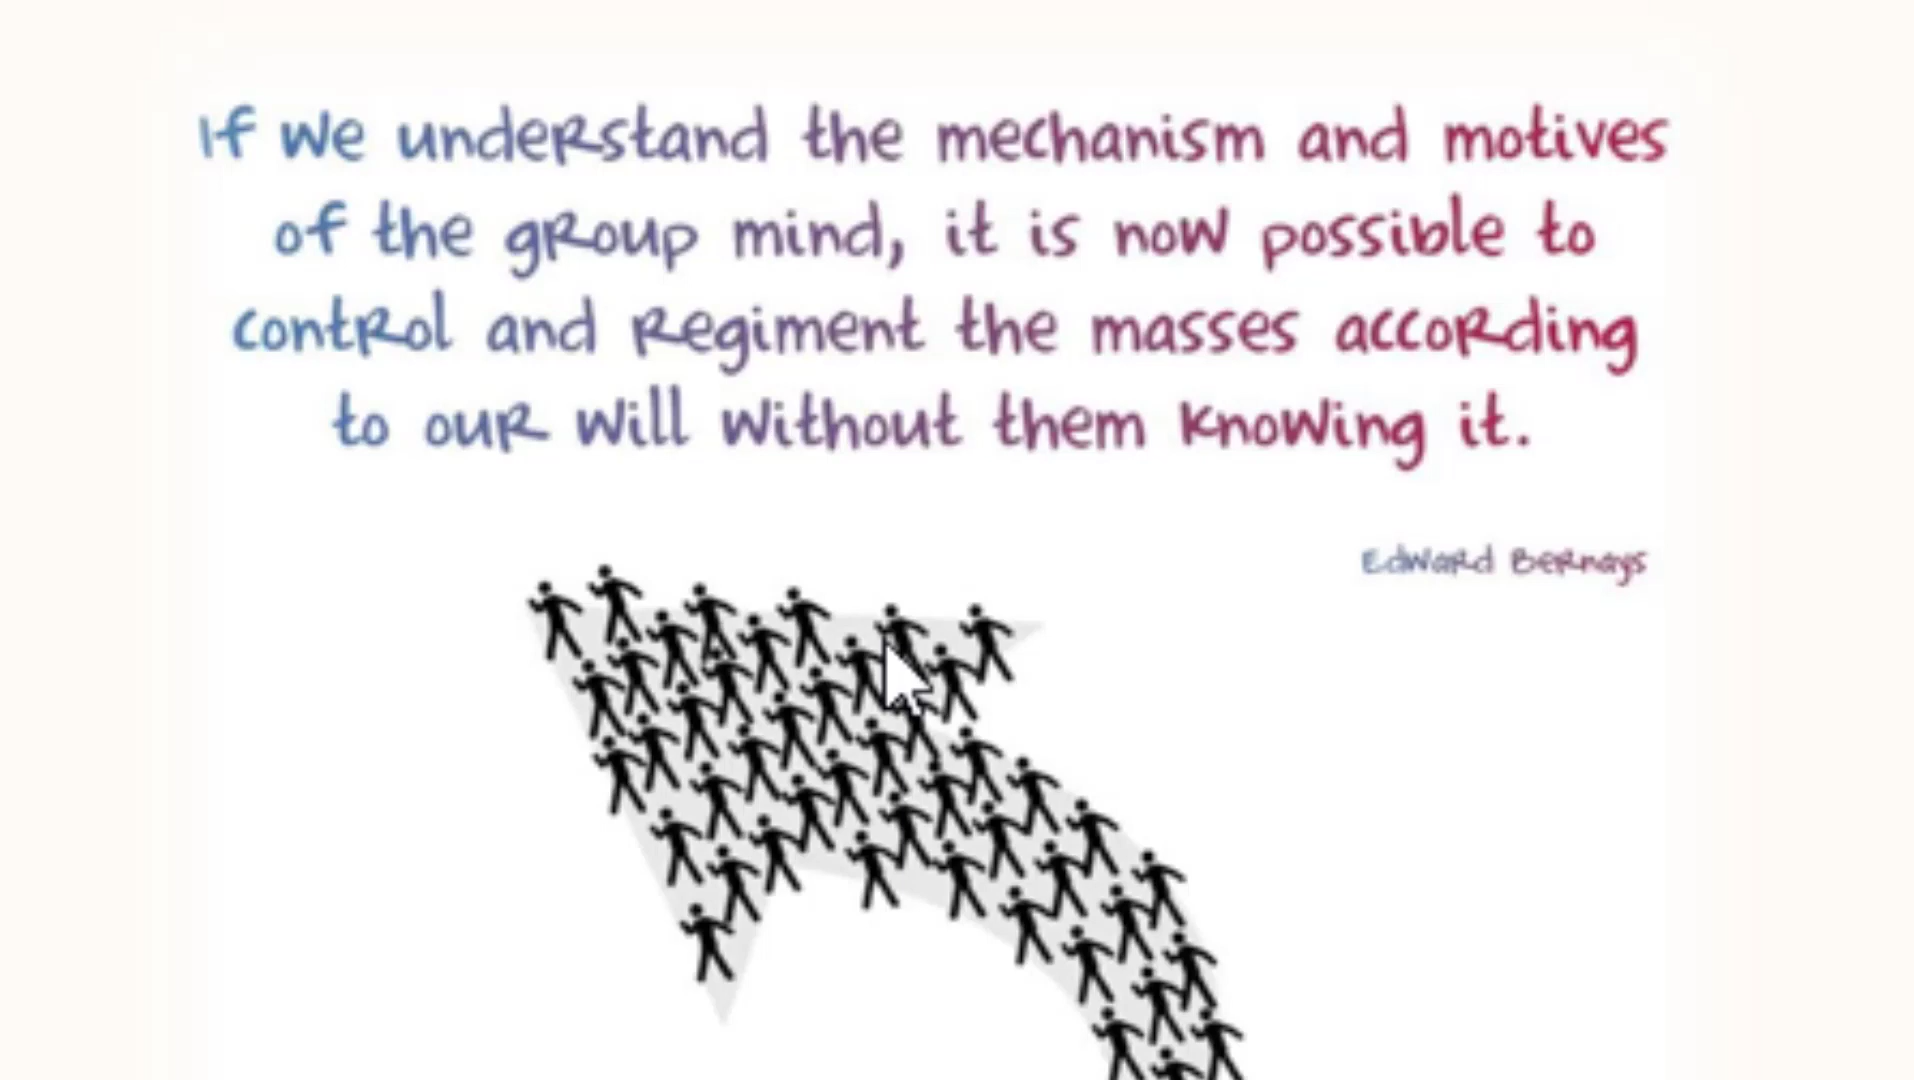 If we understand the mechanism and motives
of the group mind, it is now possible to
control and regiment the masses according
to our will without them knowing it.
Edward Bernays